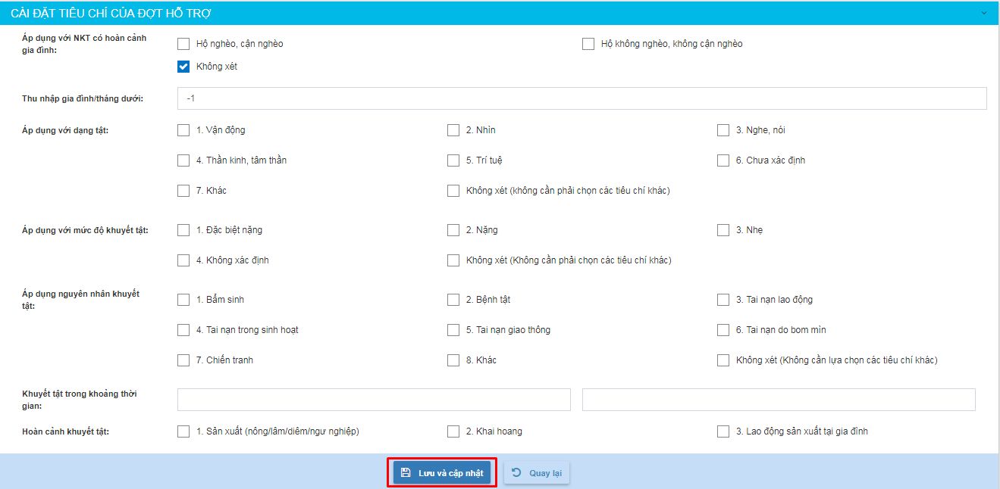 CÀI ĐẶT TIÊU CHÍ CỦA ĐỢT HỖ TRỢ
Áp dụng với NKT có hoàn cảnh
gia đình:
Hộ nghèo, cận nghèo
Hộ không nghèo, không cận nghèo
Không xét
Thu nhập gia đình/tháng dưới:
-1
Áp dụng với dạng tật:
1. Vận động
2. Nhìn
3. Nghe, nói
4. Thần kinh, tâm thần
5. Trí tuệ
6. Chưa xác định
7. Khác
Không xét (không cần phải chọn các tiêu chí khác)
Áp dụng với mức độ khuyết tật:
1. Đặc biệt nặng
2. Nặng
3. Nhẹ
4. Không xác định
Không xét (Không cần phải chọn các tiêu chí khác)
Áp dụng nguyên nhân khuyết
tật:
1. Bẩm sinh
2. Bệnh tật
3. Tai nạn lao động
4. Tai nạn trong sinh hoạt
5. Tai nạn giao thông
6. Tai nạn do bom mìn
7. Chiến tranh
8. Khác
Không xét (Không cần lựa chọn các tiêu chí khác)
Khuyết tật trong khoảng thời
gian:
Hoàn cảnh khuyết tật:
1. Sản xuất (nông/lâm/diêm/ngư nghiệp)
2. Khai hoang
3. Lao động sản xuất tại gia đình
Lưu và cập nhật
Quay lại